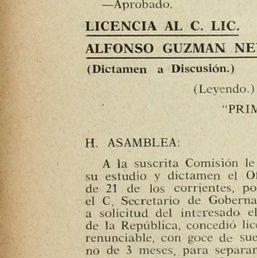 —Aprobado.
LICENCIA AL C. LIC.
ALFONSO GUZMAN NE
(Dictamen a Discusión.)
(Leyendo.)
"PRIM
H. ASAMBLEA:
A la suscrita Comisión le
su estudio y dictamen el Of
de 21 de los corrientes, po
el C. Secretario de Goberna
a solicitud del interesado el
de la República, concedió lic
renunciable, con goce de sue
no de 3 meses, para separar